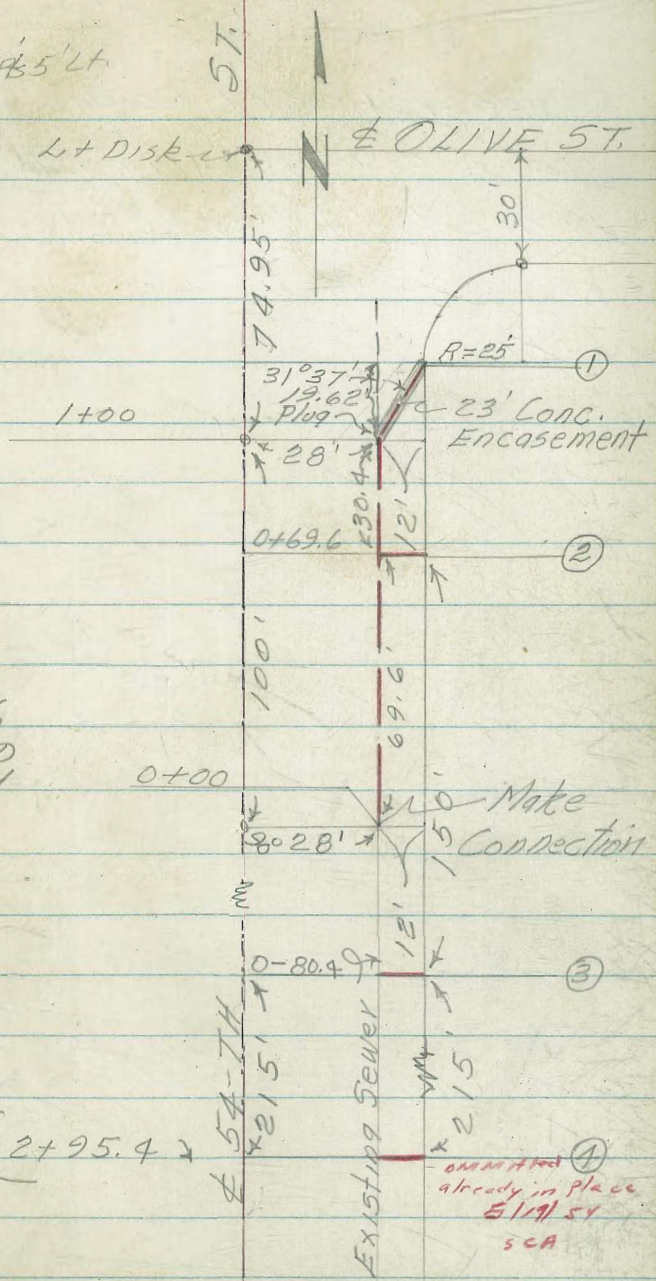 ST.
Lt Disk
N
₵ OLIVE ST.
30'
74.95'
R=25'
①
31°37'
19.62'
Plug
23' Conc.
Encasement
1+00
28'
30.4
12'
0+69.6
②
100'
69.6'
0+00
Make
Connection
28'
150'
12'
0-80.4
③
₵ 54-TH
215'
Existing Sewer
215'
2+95.4
④
ommitted
already in Place
5/19/54
SCA